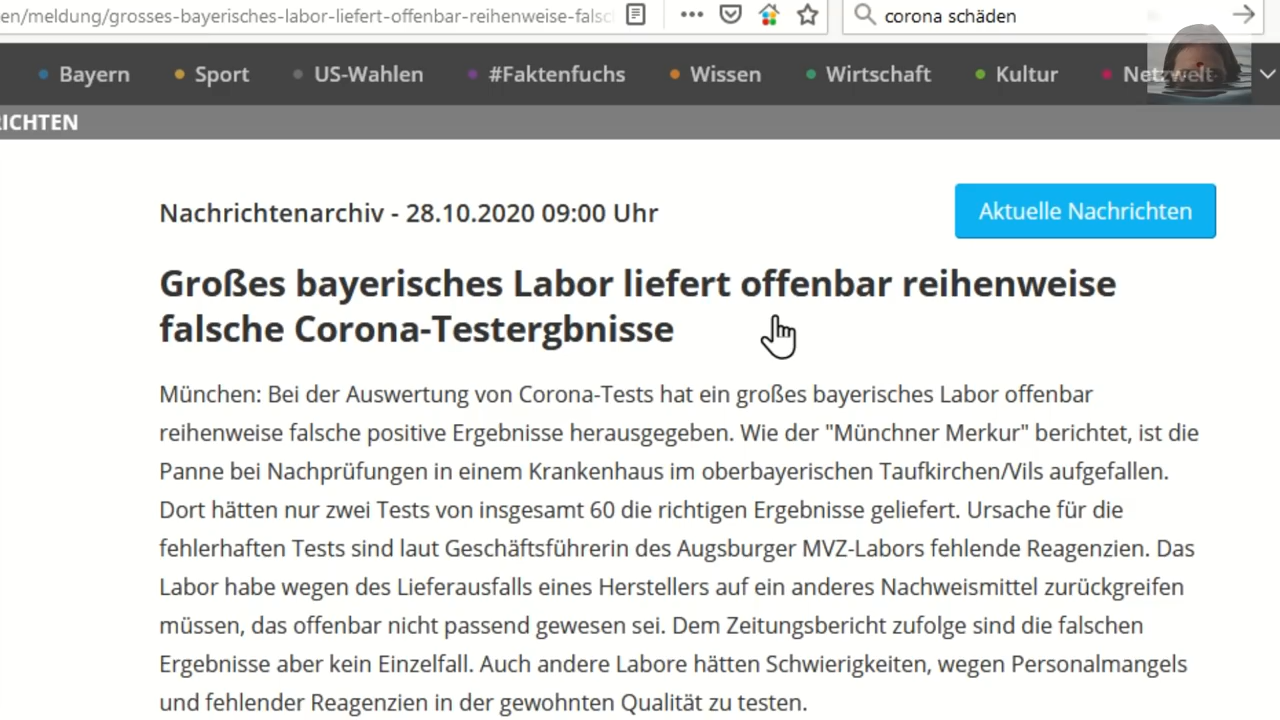 en/meldung/grosses-bayerisches-labor-liefert-offenbar-reihenweise-falsc
corona schäden
Bayern Sport US-Wahlen #Faktenfuchs Wissen Wirtschaft Kultur Netzwelt
RICHTEN
Nachrichtenarchiv - 28.10.2020 09:00 Uhr
Aktuelle Nachrichten
Großes bayerisches Labor liefert offenbar reihenweise
falsche Corona-Testergbnisse
München: Bei der Auswertung von Corona-Tests hat ein großes bayerisches Labor offenbar
reihenweise falsche positive Ergebnisse herausgegeben. Wie der "Münchner Merkur" berichtet, ist die
Panne bei Nachprüfungen in einem Krankenhaus im oberbayerischen Taufkirchen/Vils aufgefallen.
Dort hätten nur zwei Tests von insgesamt 60 die richtigen Ergebnisse geliefert. Ursache für die
fehlerhaften Tests sind laut Geschäftsführerin des Augsburger MVZ-Labors fehlende Reagenzien. Das
Labor habe wegen des Lieferausfalls eines Herstellers auf ein anderes Nachweismittel zurückgreifen
müssen, das offenbar nicht passend gewesen sei. Dem Zeitungsbericht zufolge sind die falschen
Ergebnisse aber kein Einzelfall. Auch andere Labore hätten Schwierigkeiten, wegen Personalmangels
und fehlender Reagenzien in der gewohnten Qualität zu testen.